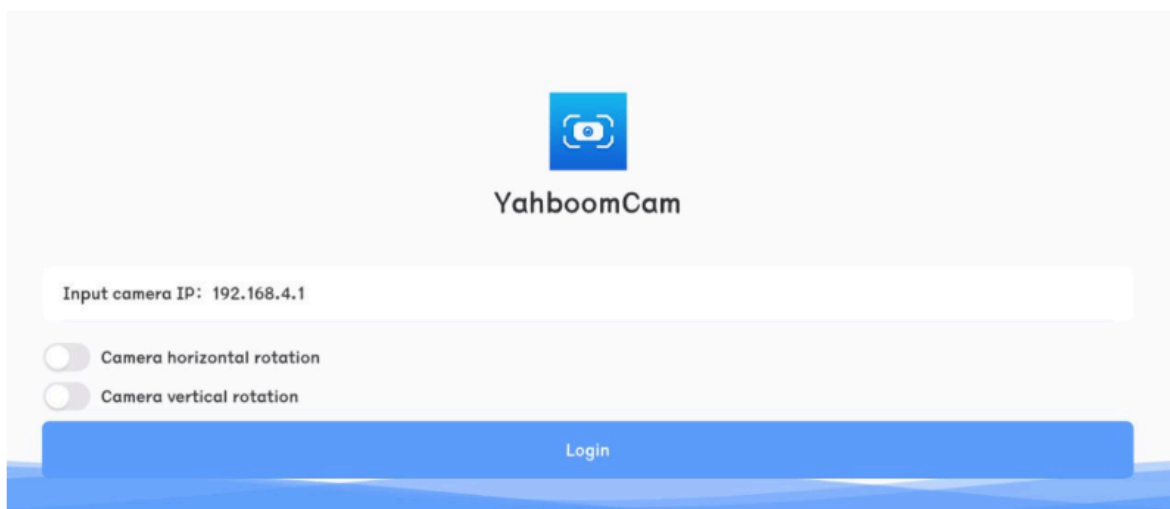 YahboomCam
Input camera IP: 192.168.4.1
Camera horizontal rotation
Camera vertical rotation
Login